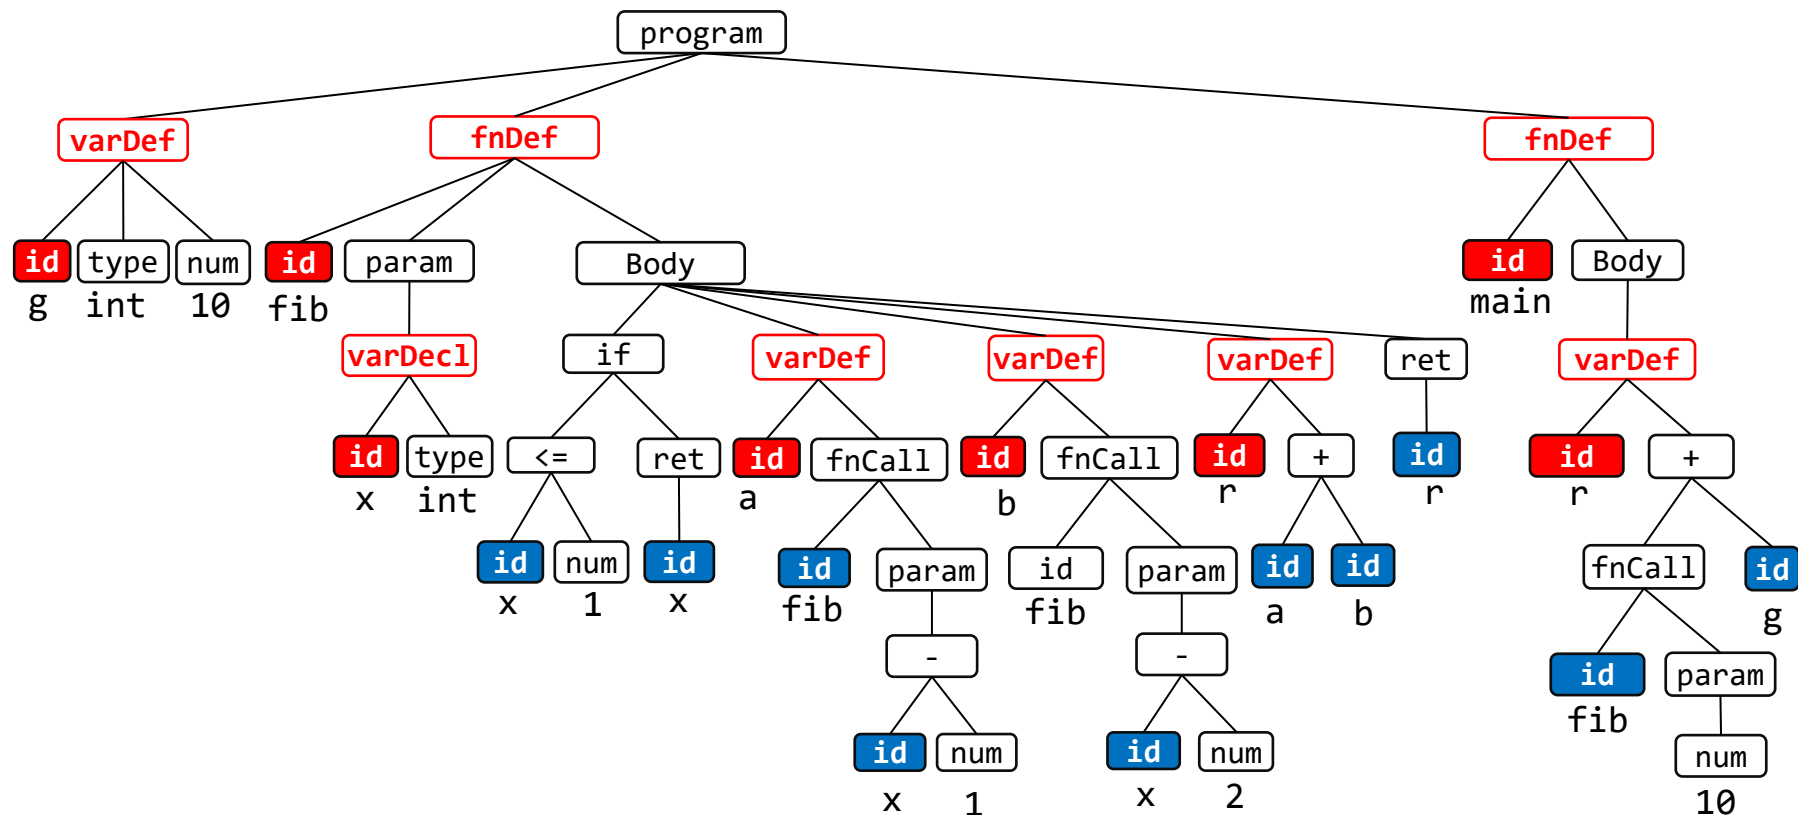 program
varDef fnDef fnDef
id type num id param Body id Body
g int 10 fib main
varDecl if varDef varDef varDef ret varDef
id type <= ret id fnCall id fnCall id + id id +
x int a b r r r
id num id id param id param id id fnCall id
x 1 x fib fib a b g
- - id param
fib
id num id num num
x 1 x 2 10